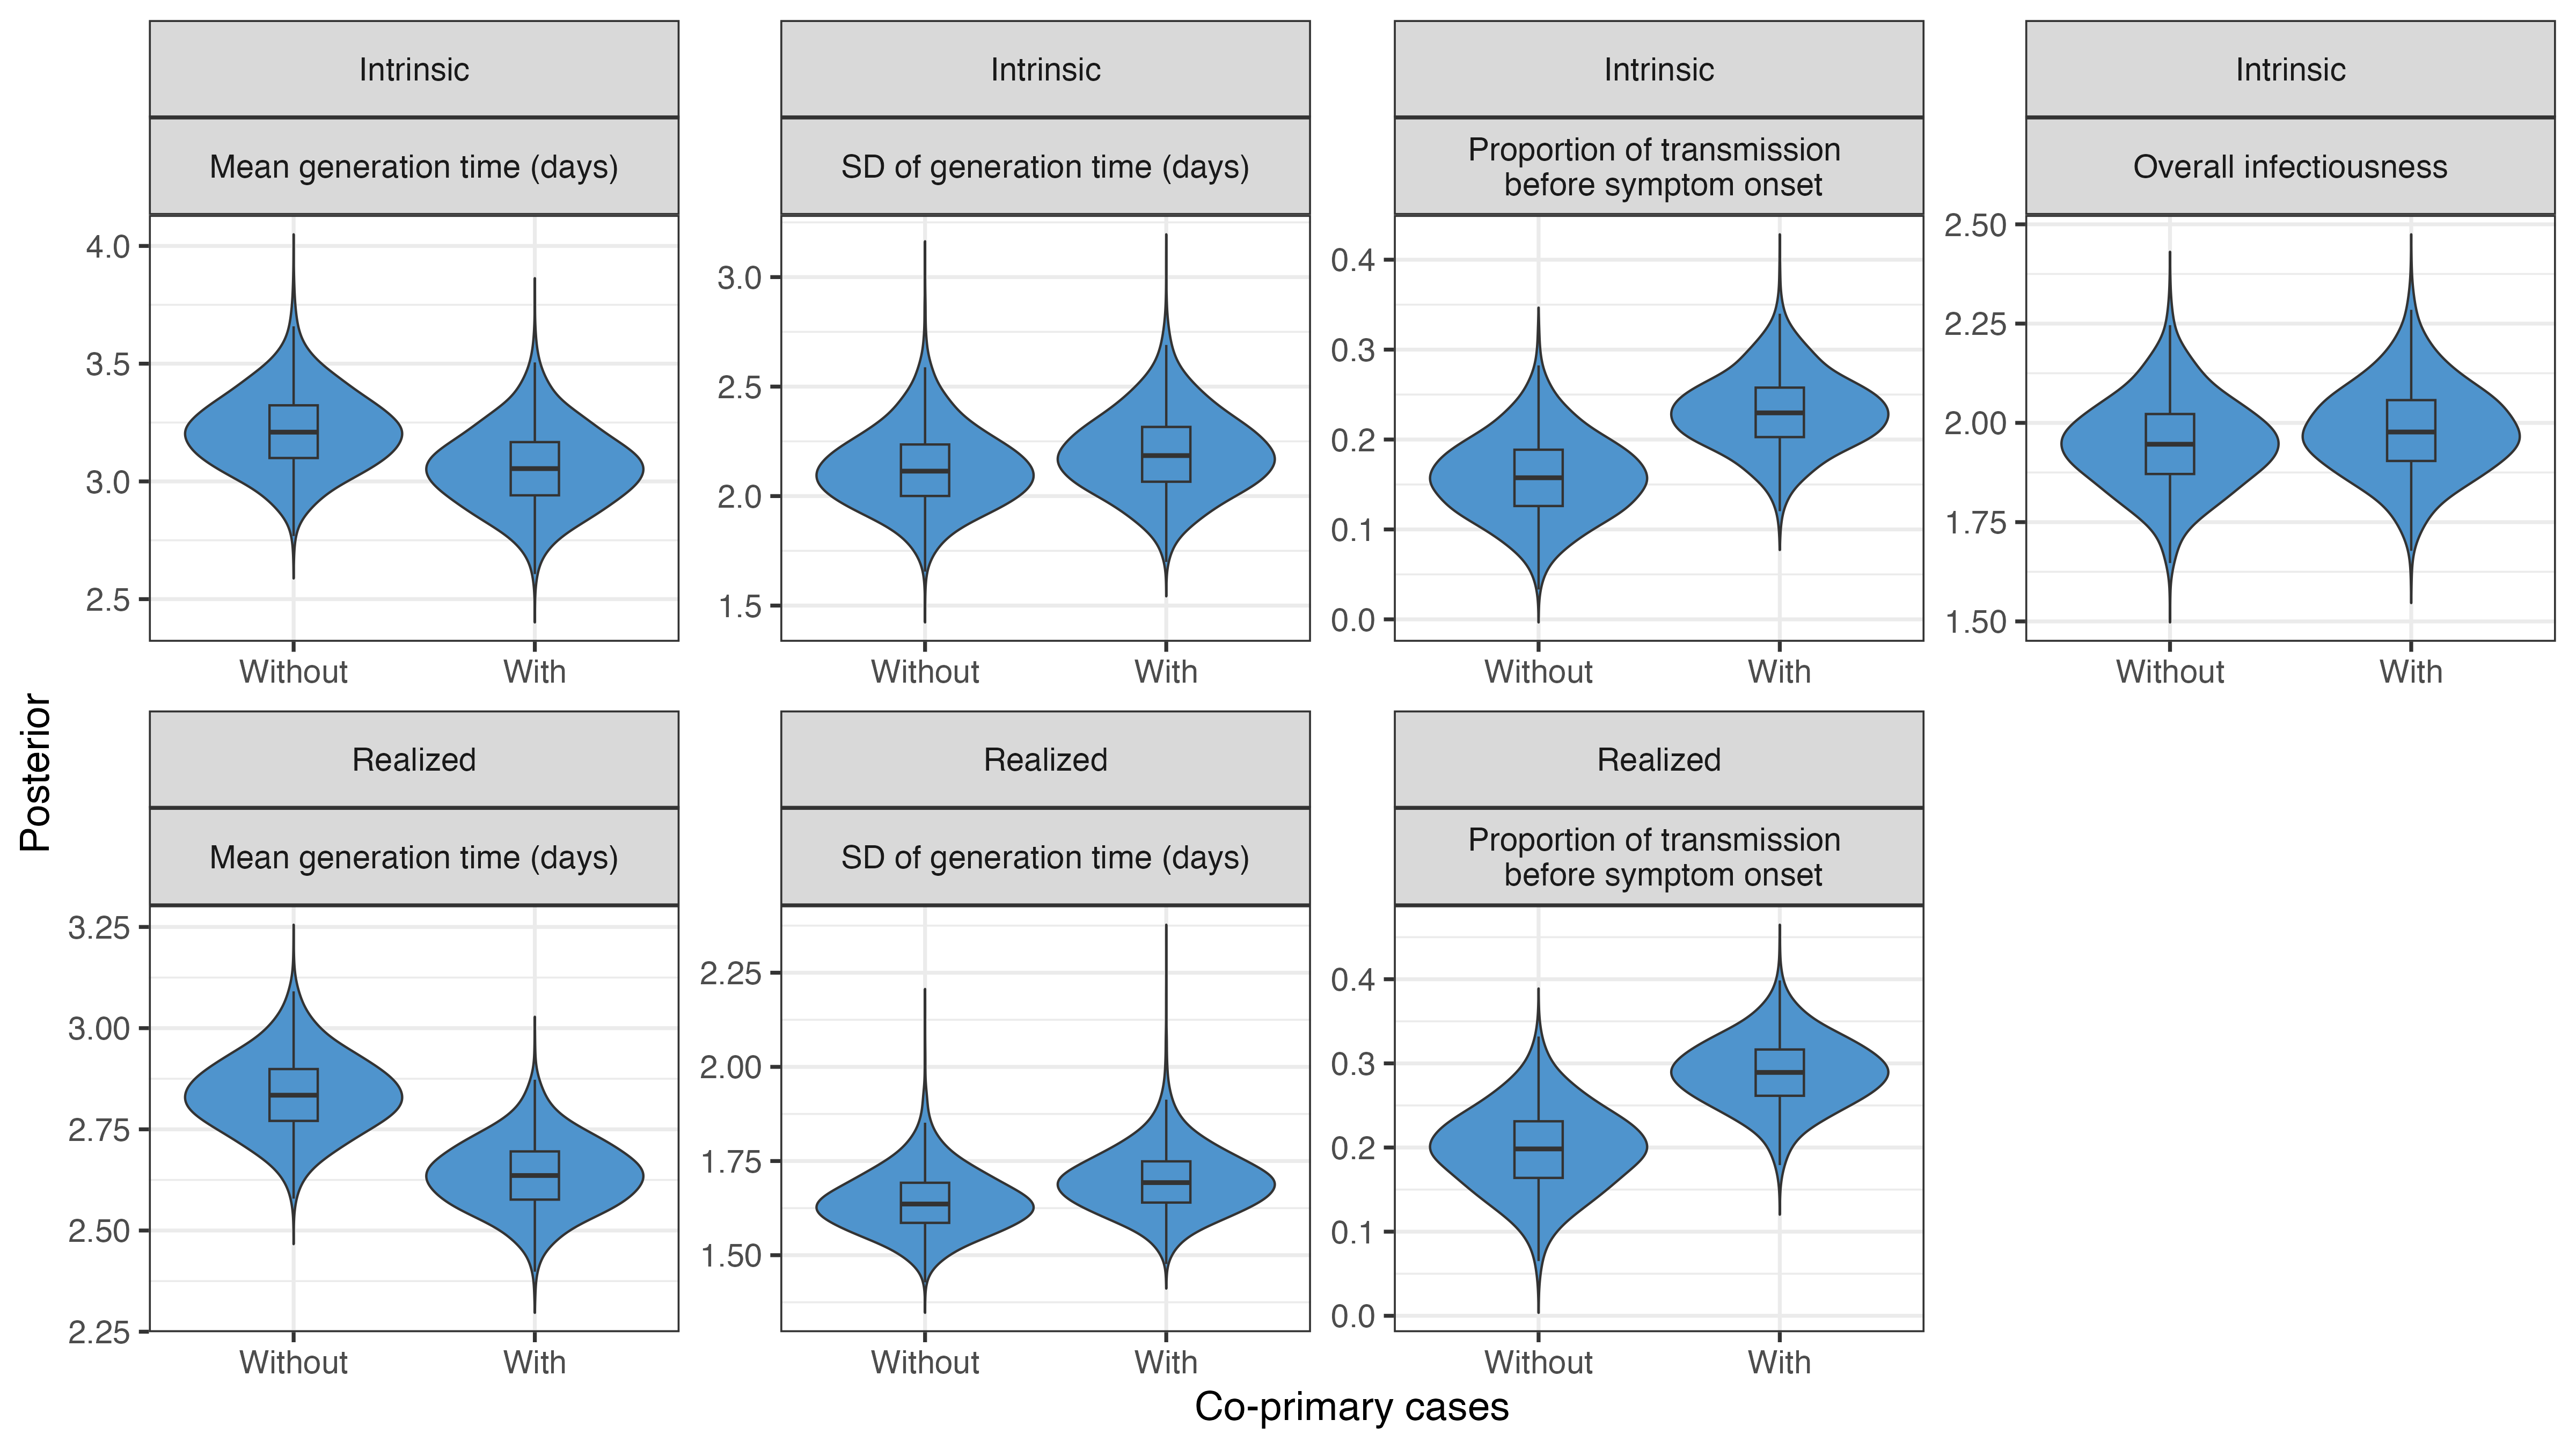 Intrinsic
Intrinsic
Intrinsic
Intrinsic
Mean generation time (days)
SD of generation time (days)
Proportion of transmission
before symptom onset
Overall infectiousness
4.0
3.5
3.0
2.5
3.0
2.5
2.0
1.5
0.4
0.3
0.2
0.1
0.0
2.50
2.25
2.00
1.75
1.50
Without
With
Without
With
Without
With
Without
With
Posterior
Realized
Realized
Realized
Mean generation time (days)
SD of generation time (days)
Proportion of transmission
before symptom onset
3.25
3.00
2.75
2.50
2.25
2.25
2.00
1.75
1.50
0.4
0.3
0.2
0.1
0.0
Without
With
Without
With
Without
With
Co-primary cases